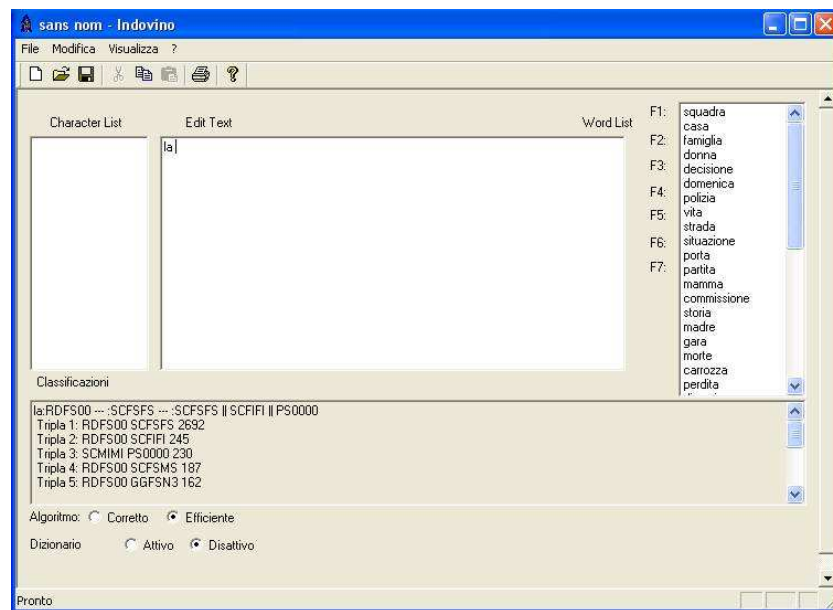 sans nom - Indovino
File Modifica Visualizza ?
Character List Edit Text Word List
la
F1:
F2:
F3:
F4:
F5:
F6:
F7:
squadra
casa
famiglia
donna
decisione
domenica
polizia
vita
strada
situazione
porta
partita
mamma
commissione
storia
madre
gara
morte
carrozza
perdita
Classificazioni
la:RDFS00 --- :SCFSFS --- :SCFSFS || SCFIFI || PS0000
Tripla 1: RDFS00 SCFSFS 2692
Tripla 2: RDFS00 SCFIFI 245
Tripla 3: SCMIMI PS0000 230
Tripla 4: RDFS00 SCFSMS 187
Tripla 5: RDFS00 GGFSN3 162
Algoritmo: Corretto Efficiente
Dizionario Attivo Disattivo
Pronto